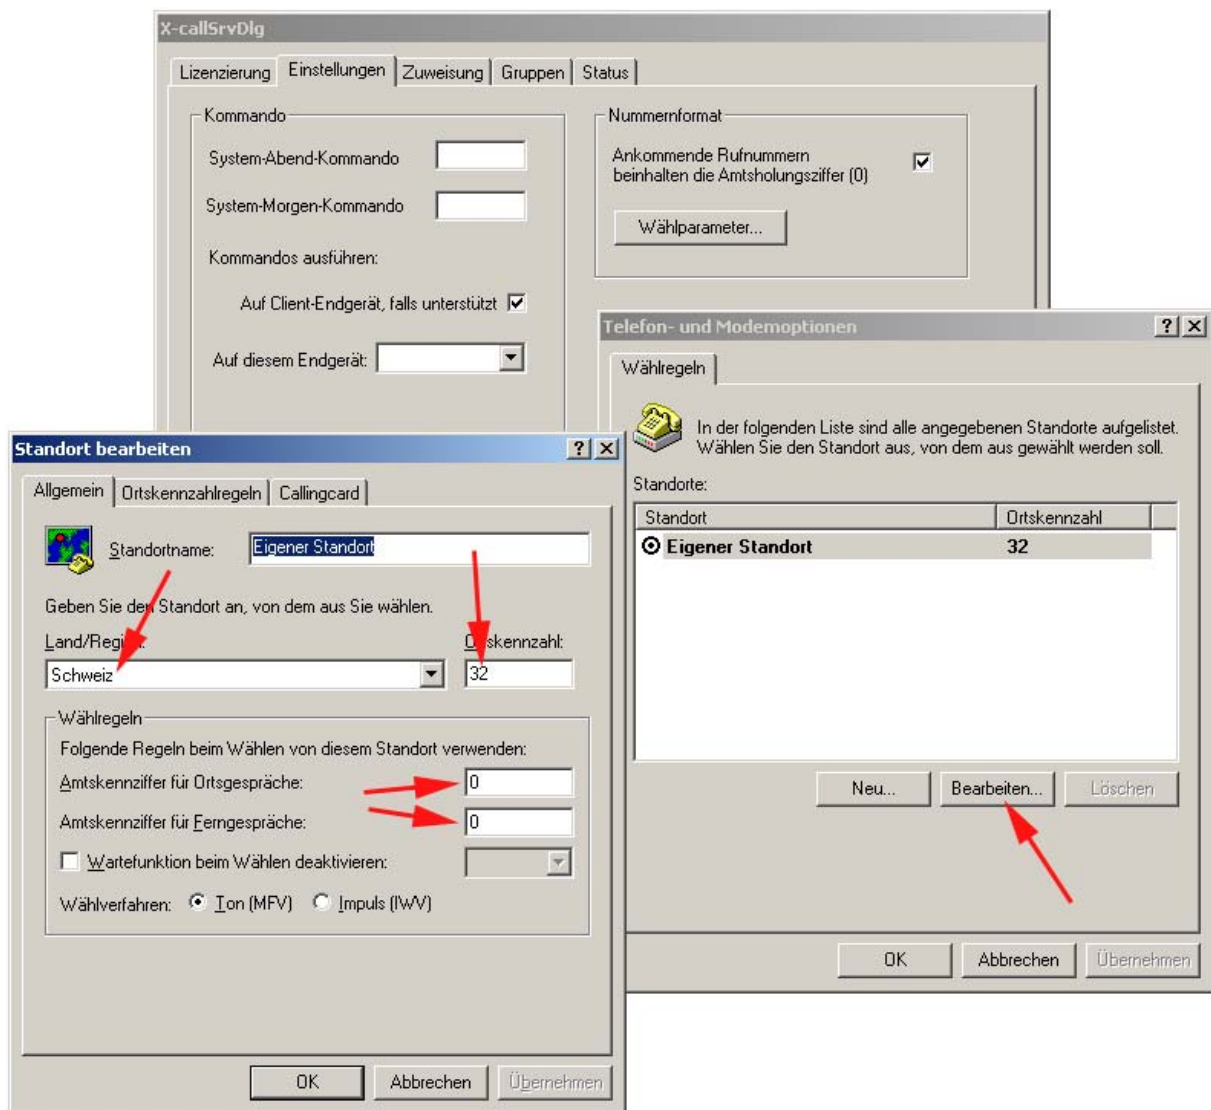 X-callSrvDlg
Lizenzierung Einstellungen Zuweisung Gruppen Status
Kommando
System-Abend-Kommando
System-Morgen-Kommando
Kommandos ausführen:
Auf Client-Endgerät, falls unterstützt
Auf diesem Endgerät:
Nummernformat
Ankommende Rufnummern
beinhalten die Amtsholungsziffer (0)
Wählparameter...
Telefon- und Modemoptionen
Wählregeln
In der folgenden Liste sind alle angegebenen Standorte aufgelistet.
Wählen Sie den Standort aus, von dem aus gewählt werden soll.
Standorte:
Standort Ortskennzahl
Eigener Standort 32
Neu... Bearbeiten... Löschen
OK Abbrechen Übernehmen
Standort bearbeiten
Allgemein Ortskennzahlregeln Callingcard
Standortname: Eigener Standort
Geben Sie den Standort an, von dem aus Sie wählen.
Land/Region: Ortskennzahl:
Schweiz 32
Wählregeln
Folgende Regeln beim Wählen von diesem Standort verwenden:
Amtskennziffer für Ortsgespräche: 0
Amtskennziffer für Ferngespräche: 0
Wartefunktion beim Wählen deaktivieren:
Wählverfahren: Ton (MFV) Impuls (IWV)
OK Abbrechen Übernehmen